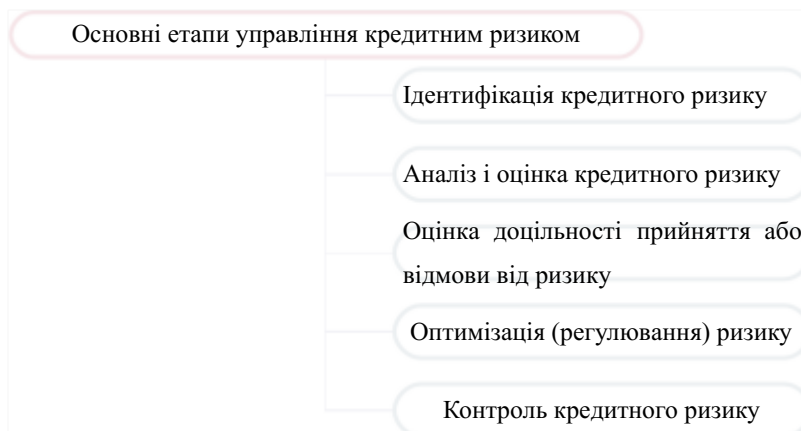 Основні етапи управління кредитним ризиком
Ідентифікація кредитного ризику
Аналіз і оцінка кредитного ризику
Оцінка доцільності прийняття або
відмови від ризику
Оптимізація (регулювання) ризику
Контроль кредитного ризику